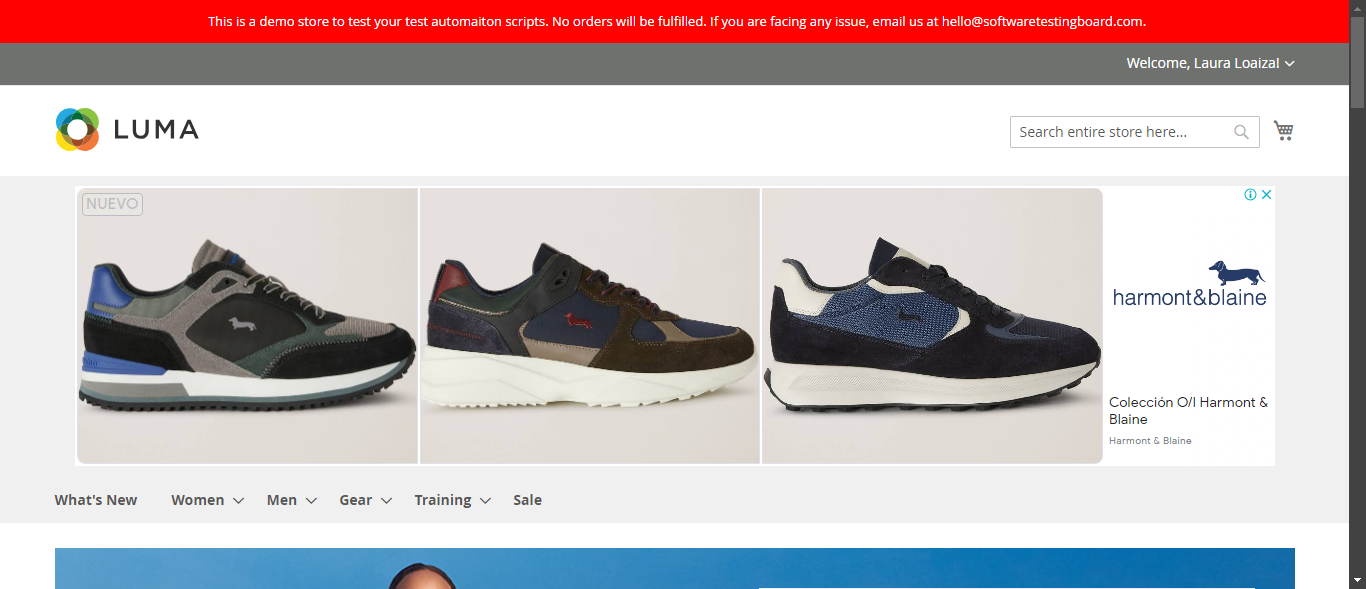 This is a demo store to test your test automaiton scripts. No orders will be fulfilled. If you are facing any issue, email us at hello@softwaretestingboard.com.
Welcome, Laura Loaiza!
LUMA
Search entire store here...
NUEVO
harmont&blaine
Colección O/I Harmont &
Blaine
Harmont & Blaine
What's New Women Men Gear Training Sale